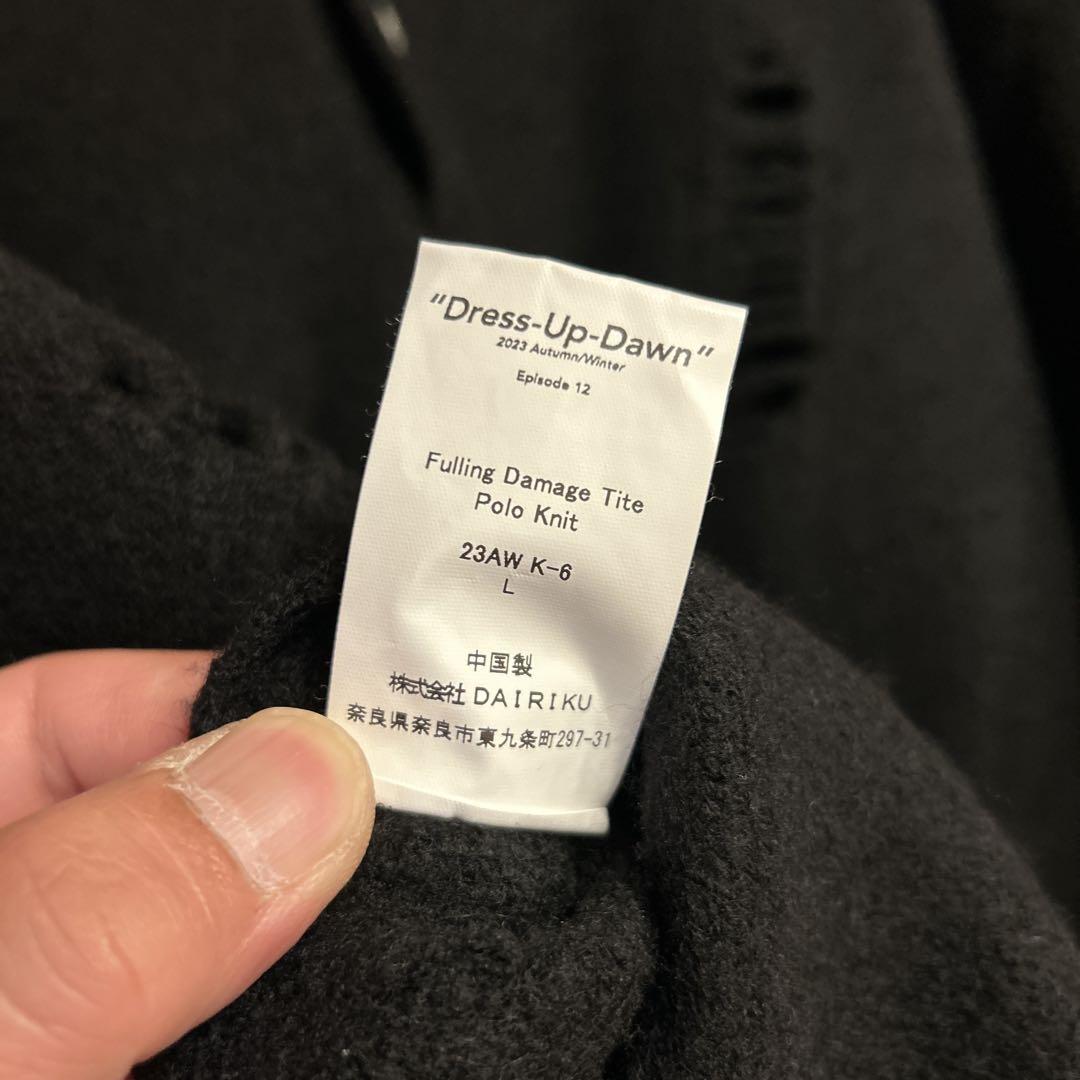 "Dress-Up-Dawn"
2023 Autumn/Winter
Episode 12
Fulling Damage Tite
Polo Knit
23AW K-6
L
中国製
株式会社 DAIRIKU
奈良県奈良市東九条町297-31